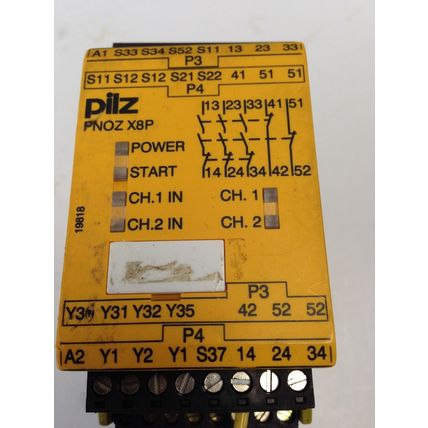 A1 S33 S34 S52 S11 13 23 33
P3
S11 S12 S12 S21 S22 41 51 51
P4
pilz
PNOZ X8P
13 23 33 41 51
POWER
START
14 24 34 42 52
CH.1 IN CH. 1
CH.2 IN CH. 2
19818
P3
Y31 Y32 Y35 42 52 52
P4
A2 Y1 Y2 Y1 S37 14 24 34